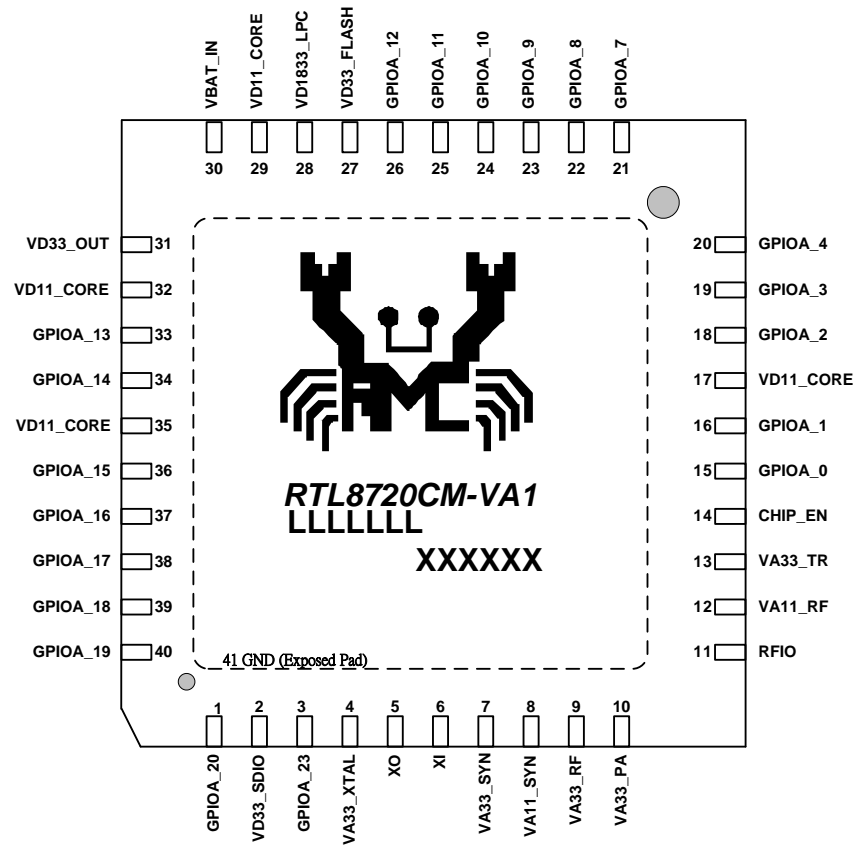 VBAT_IN
VD11_CORE
VD1833_LPC
VD33_FLASH
GPIOA_12
GPIOA_11
GPIOA_10
GPIOA_9
GPIOA_8
GPIOA_7
30 29 28 27 26 25 24 23 22 21
VD33_OUT 31
VD11_CORE 32
GPIOA_13 33
GPIOA_14 34
VD11_CORE 35
GPIOA_15 36
GPIOA_16 37
GPIOA_17 38
GPIOA_18 39
GPIOA_19 40
AMC
RTL8720CM-VA1
LLLLLLL
XXXXXX
41 GND (Exposed Pad)
20 GPIOA_4
19 GPIOA_3
18 GPIOA_2
17 VD11_CORE
16 GPIOA_1
15 GPIOA_0
14 CHIP_EN
13 VA33_TR
12 VA11_RF
11 RFIO
1 2 3 4 5 6 7 8 9 10
GPIOA_20
VD33_SDIO
GPIOA_23
VA33_XTAL
XO
XI
VA33_SYN
VA11_SYN
VA33_RF
VA33_PA